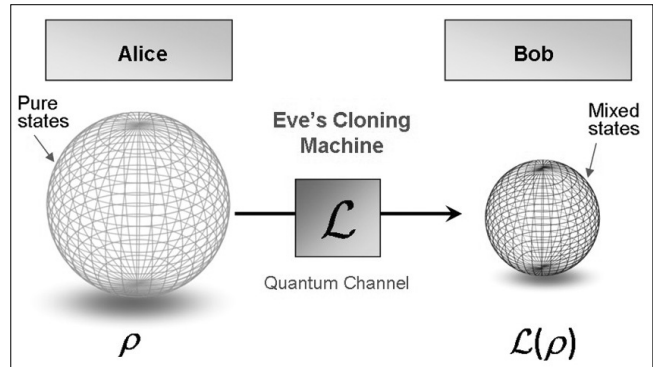 Alice
Bob
Pure
states
Eve's Cloning
Machine
Mixed
states
ℒ
Quantum Channel
ρ
ℒ(ρ)